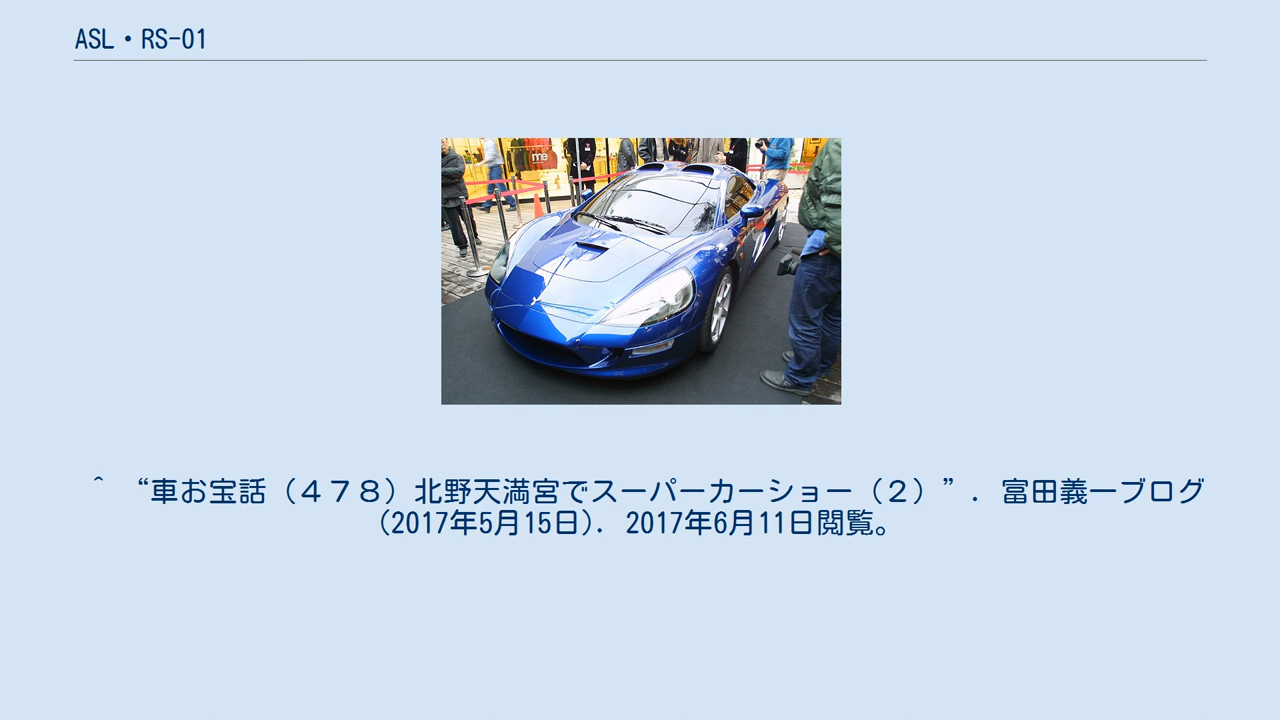 ASL・RS-01
me
^ “車お宝話（４７８）北野天満宮でスーパーカーショー（２）”. 富田義一ブログ
(2017年5月15日). 2017年6月11日閲覧。